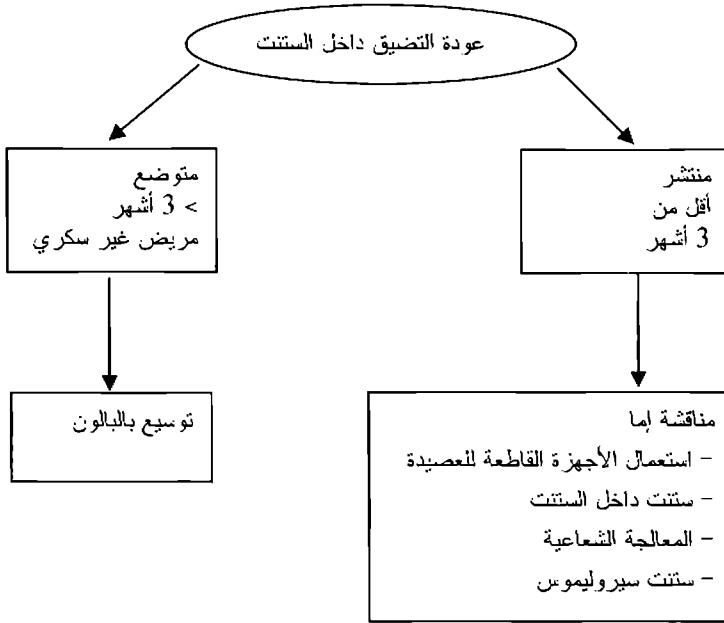 عودة التضيق داخل الستنت
منتشر
أقل من
3 أشهر
متوضع
> 3 أشهر
مريض غير سكري
مناقشة إما
- استعمال الأجهزة القاطعة للعصيدة
- ستنت داخل الستنت
- المعالجة الشعاعية
- ستنت سيروليموس
توسيع بالبالون